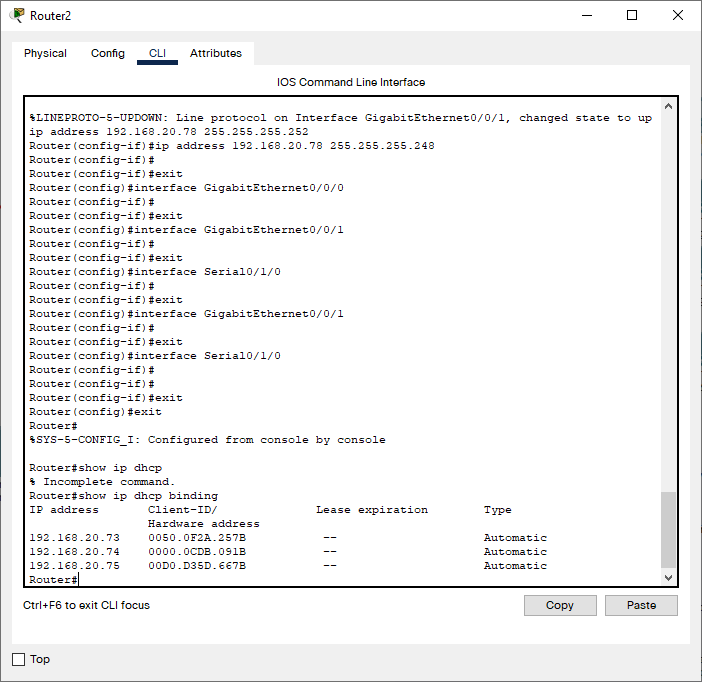 Router2
Physical Config CLI Attributes
IOS Command Line Interface
%LINEPROTO-5-UPDOWN: Line protocol on Interface GigabitEthernet0/0/1, changed state to up
ip address 192.168.20.78 255.255.255.252
Router(config-if)#ip address 192.168.20.78 255.255.255.248
Router(config-if)#
Router(config-if)#exit
Router(config)#interface GigabitEthernet0/0/0
Router(config-if)#
Router(config-if)#exit
Router(config)#interface GigabitEthernet0/0/1
Router(config-if)#
Router(config-if)#exit
Router(config)#interface Serial0/1/0
Router(config-if)#
Router(config-if)#exit
Router(config)#interface GigabitEthernet0/0/1
Router(config-if)#
Router(config-if)#exit
Router(config)#interface Serial0/1/0
Router(config-if)#
Router(config-if)#
Router(config-if)#exit
Router(config)#exit
Router#
%SYS-5-CONFIG_I: Configured from console by console
Router#show ip dhcp
% Incomplete command.
Router#show ip dhcp binding
IP address Client-ID/ Lease expiration Type
Hardware address
192.168.20.73 0050.0F2A.257B -- Automatic
192.168.20.74 0000.0CDB.091B -- Automatic
192.168.20.75 00D0.D35D.667B -- Automatic
Router#
Ctrl+F6 to exit CLI focus Copy Paste
Top